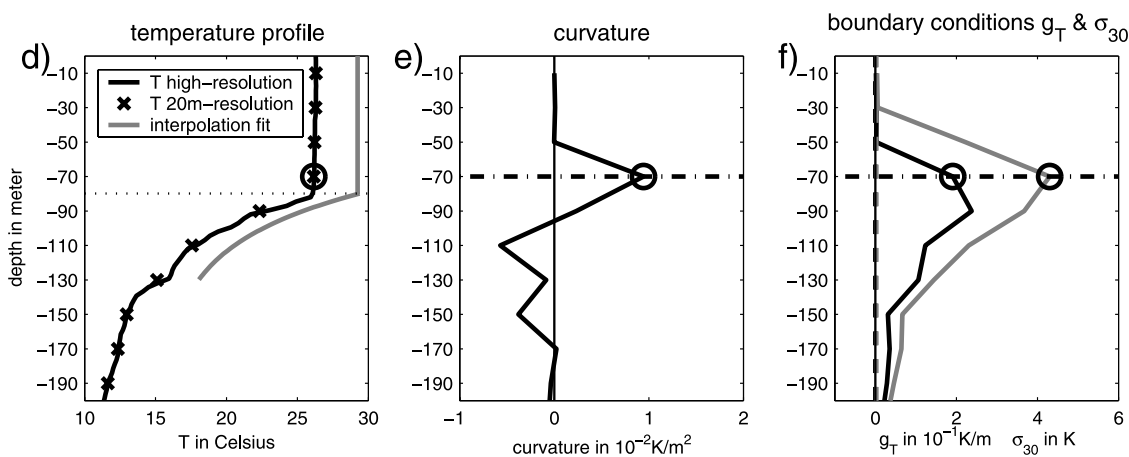 temperature profile
curvature
boundary conditions g_T & σ_30
d)
e)
f)
T high−resolution
T 20m−resolution
interpolation fit
depth in meter
−10
−30
−50
−70
−90
−110
−130
−150
−170
−190
10 15 20 25 30
T in Celsius
−10
−30
−50
−70
−90
−110
−130
−150
−170
−190
−1 0 1 2
curvature in 10⁻²K/m²
−10
−30
−50
−70
−90
−110
−130
−150
−170
−190
0 2 4 6
g_T in 10⁻¹K/m σ_30 in K